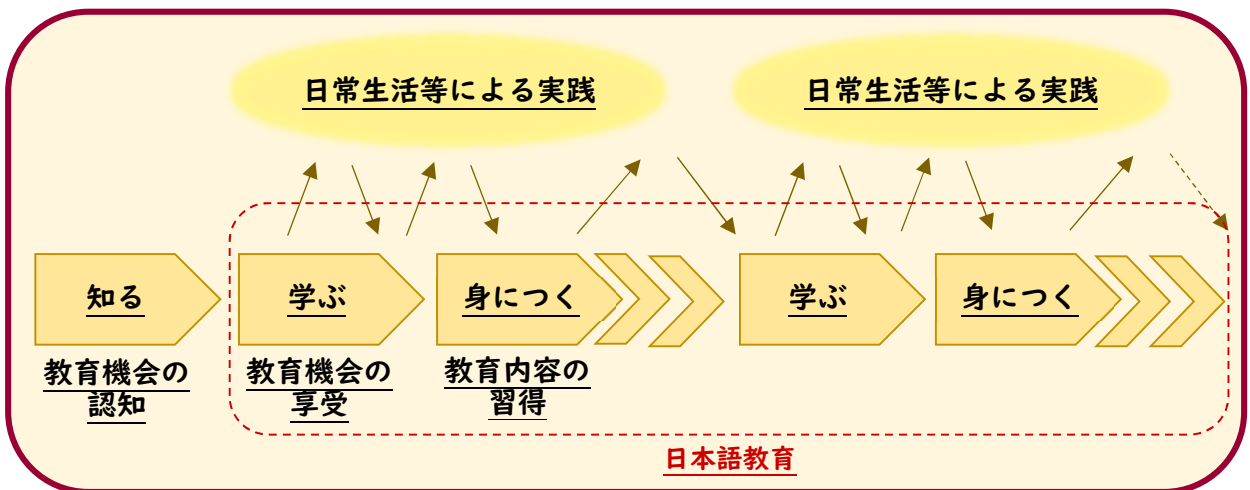 日常生活等による実践
日常生活等による実践
知る
学ぶ
身につく
学ぶ
身につく
教育機会の
認知
教育機会の
享受
教育内容の
習得
日本語教育